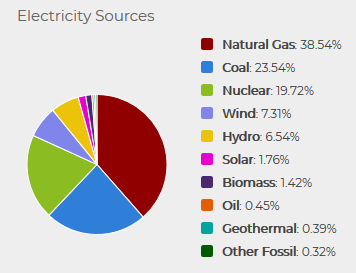 Electricity Sources
Natural Gas: 38.54%
Coal: 23.54%
Nuclear: 19.72%
Wind: 7.31%
Hydro: 6.54%
Solar: 1.76%
Biomass: 1.42%
Oil: 0.45%
Geothermal: 0.39%
Other Fossil: 0.32%